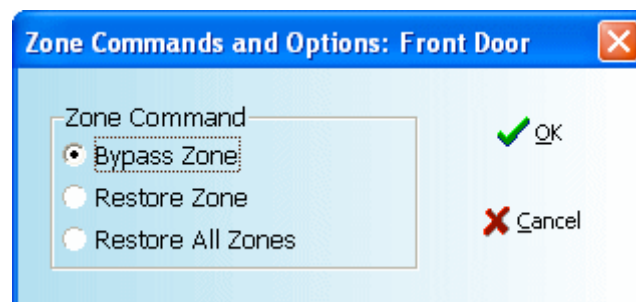 Zone Commands and Options: Front Door
Zone Command
Bypass Zone
Restore Zone
Restore All Zones
OK
Cancel